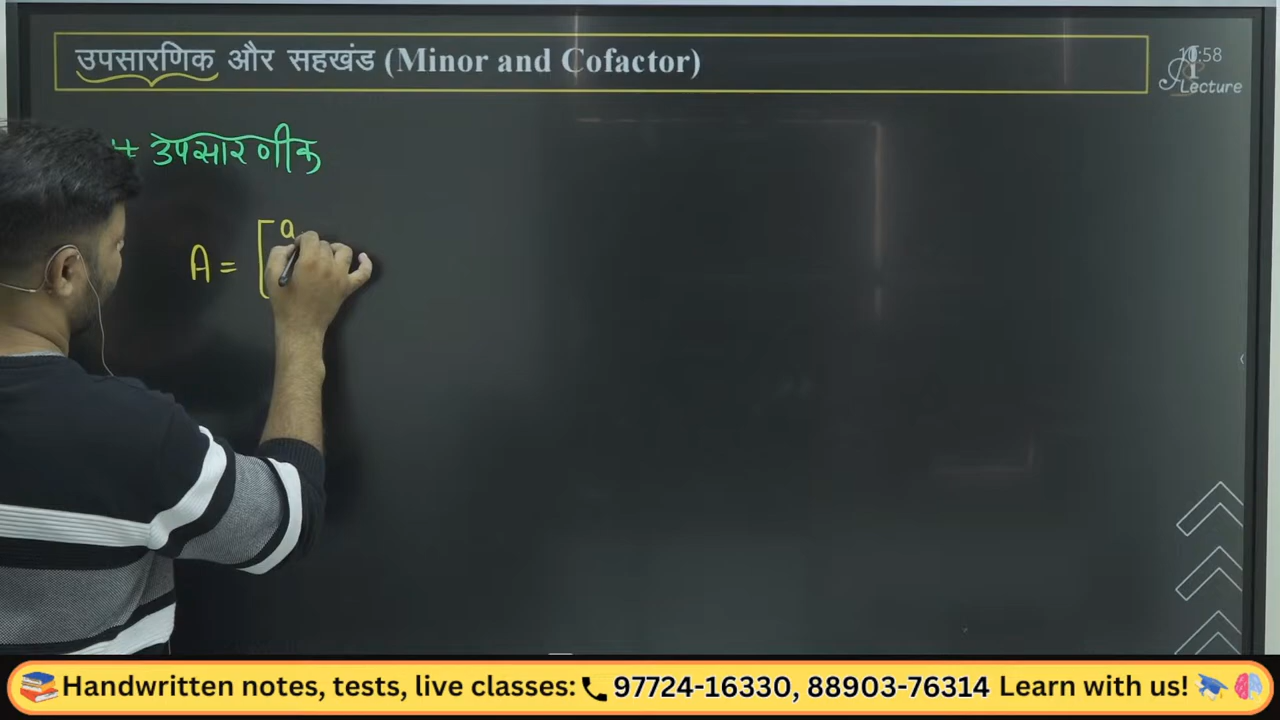 उपसारणिक और सहखंड (Minor and Cofactor)
10:58
Lecture
# उपसारणीक
A = [ a
Handwritten notes, tests, live classes: 97724-16330, 88903-76314 Learn with us!